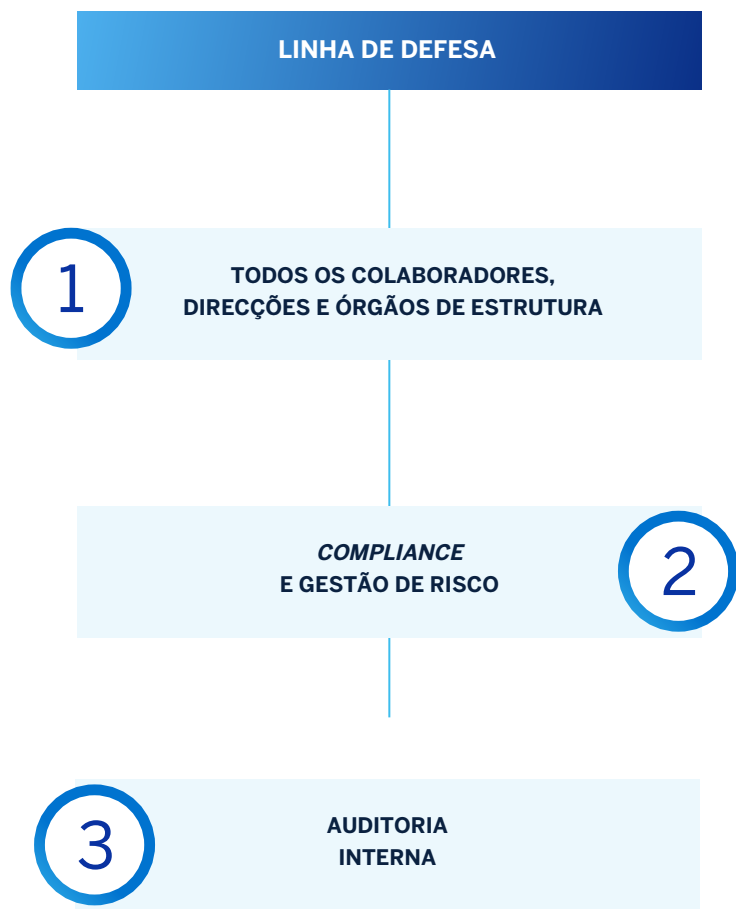 LINHA DE DEFESA
1
TODOS OS COLABORADORES,
DIRECÇÕES E ÓRGÃOS DE ESTRUTURA
COMPLIANCE
E GESTÃO DE RISCO
2
3
AUDITORIA
INTERNA